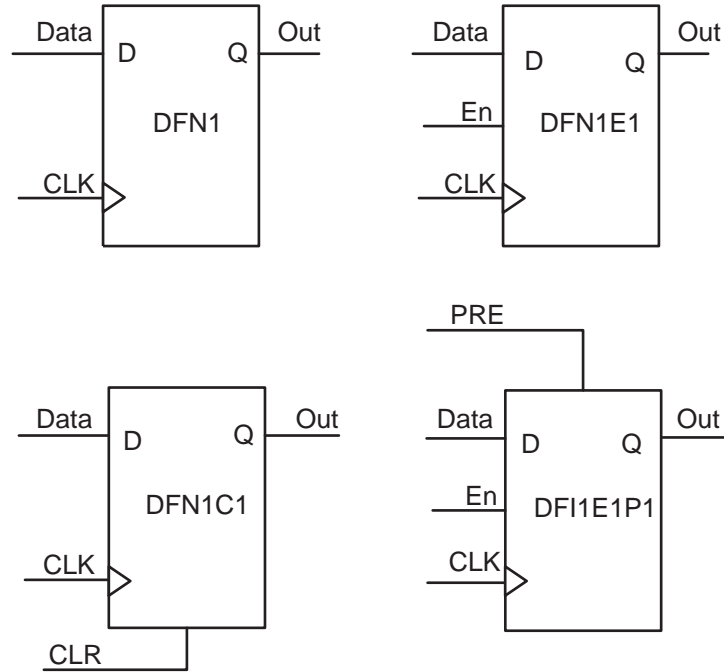 Data
D
Q
Out
DFN1
CLK
Data
D
Q
Out
En
DFN1E1
CLK
Data
D
Q
Out
DFN1C1
CLK
CLR
PRE
Data
D
Q
Out
En
DFI1E1P1
CLK